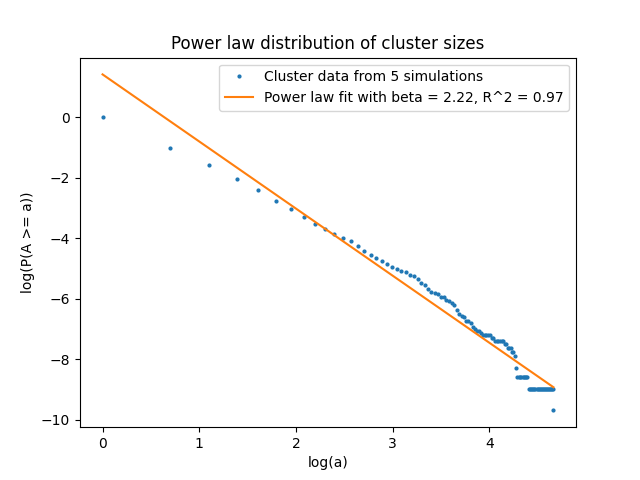 Power law distribution of cluster sizes
Cluster data from 5 simulations
Power law fit with beta = 2.22, R^2 = 0.97
log(P(A >= a))
0
−2
−4
−6
−8
−10
0 1 2 3 4
log(a)